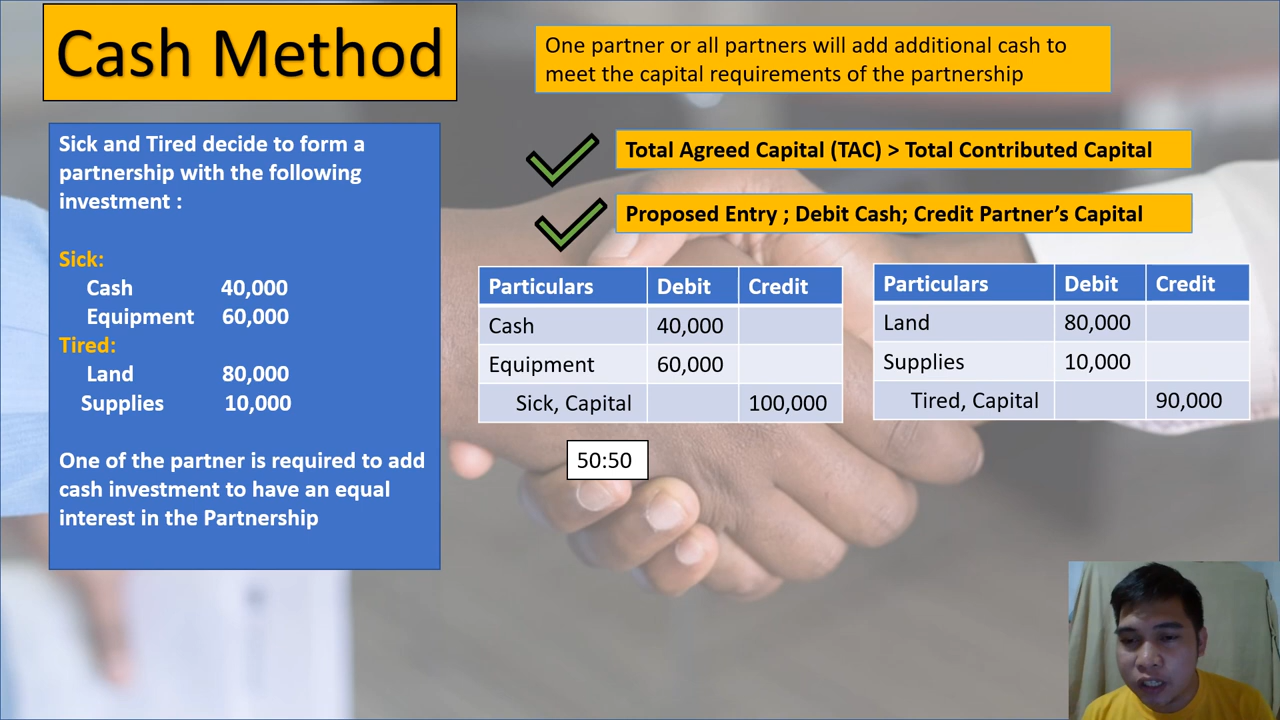 Cash Method
One partner or all partners will add additional cash to
meet the capital requirements of the partnership
Sick and Tired decide to form a
partnership with the following
investment :
Sick:
Cash 40,000
Equipment 60,000
Tired:
Land 80,000
Supplies 10,000
One of the partner is required to add
cash investment to have an equal
interest in the Partnership
Total Agreed Capital (TAC) > Total Contributed Capital
Proposed Entry ; Debit Cash; Credit Partner’s Capital
Particulars Debit Credit
Cash 40,000
Equipment 60,000
Sick, Capital 100,000
Particulars Debit Credit
Land 80,000
Supplies 10,000
Tired, Capital 90,000
50:50